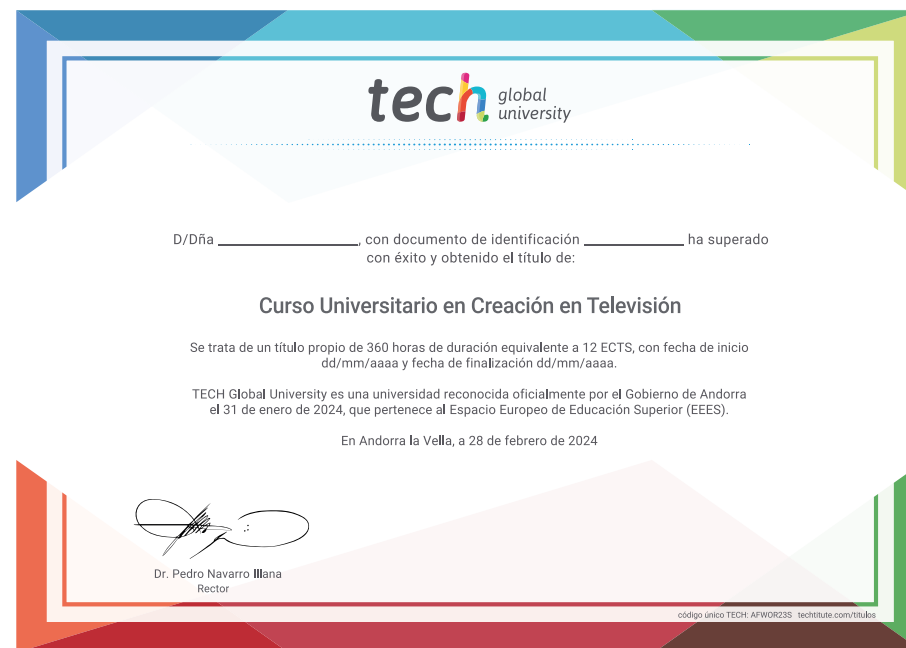 tech global university
D/Dña ______________, con documento de identificación __________ ha superado
con éxito y obtenido el título de:
Curso Universitario en Creación en Televisión
Se trata de un título propio de 360 horas de duración equivalente a 12 ECTS, con fecha de inicio
dd/mm/aaaa y fecha de finalización dd/mm/aaaa.
TECH Global University es una universidad reconocida oficialmente por el Gobierno de Andorra
el 31 de enero de 2024, que pertenece al Espacio Europeo de Educación Superior (EEES).
En Andorra la Vella, a 28 de febrero de 2024
Dr. Pedro Navarro Illana
Rector
código único TECH: AFWOR23S techtitute.com/titulos